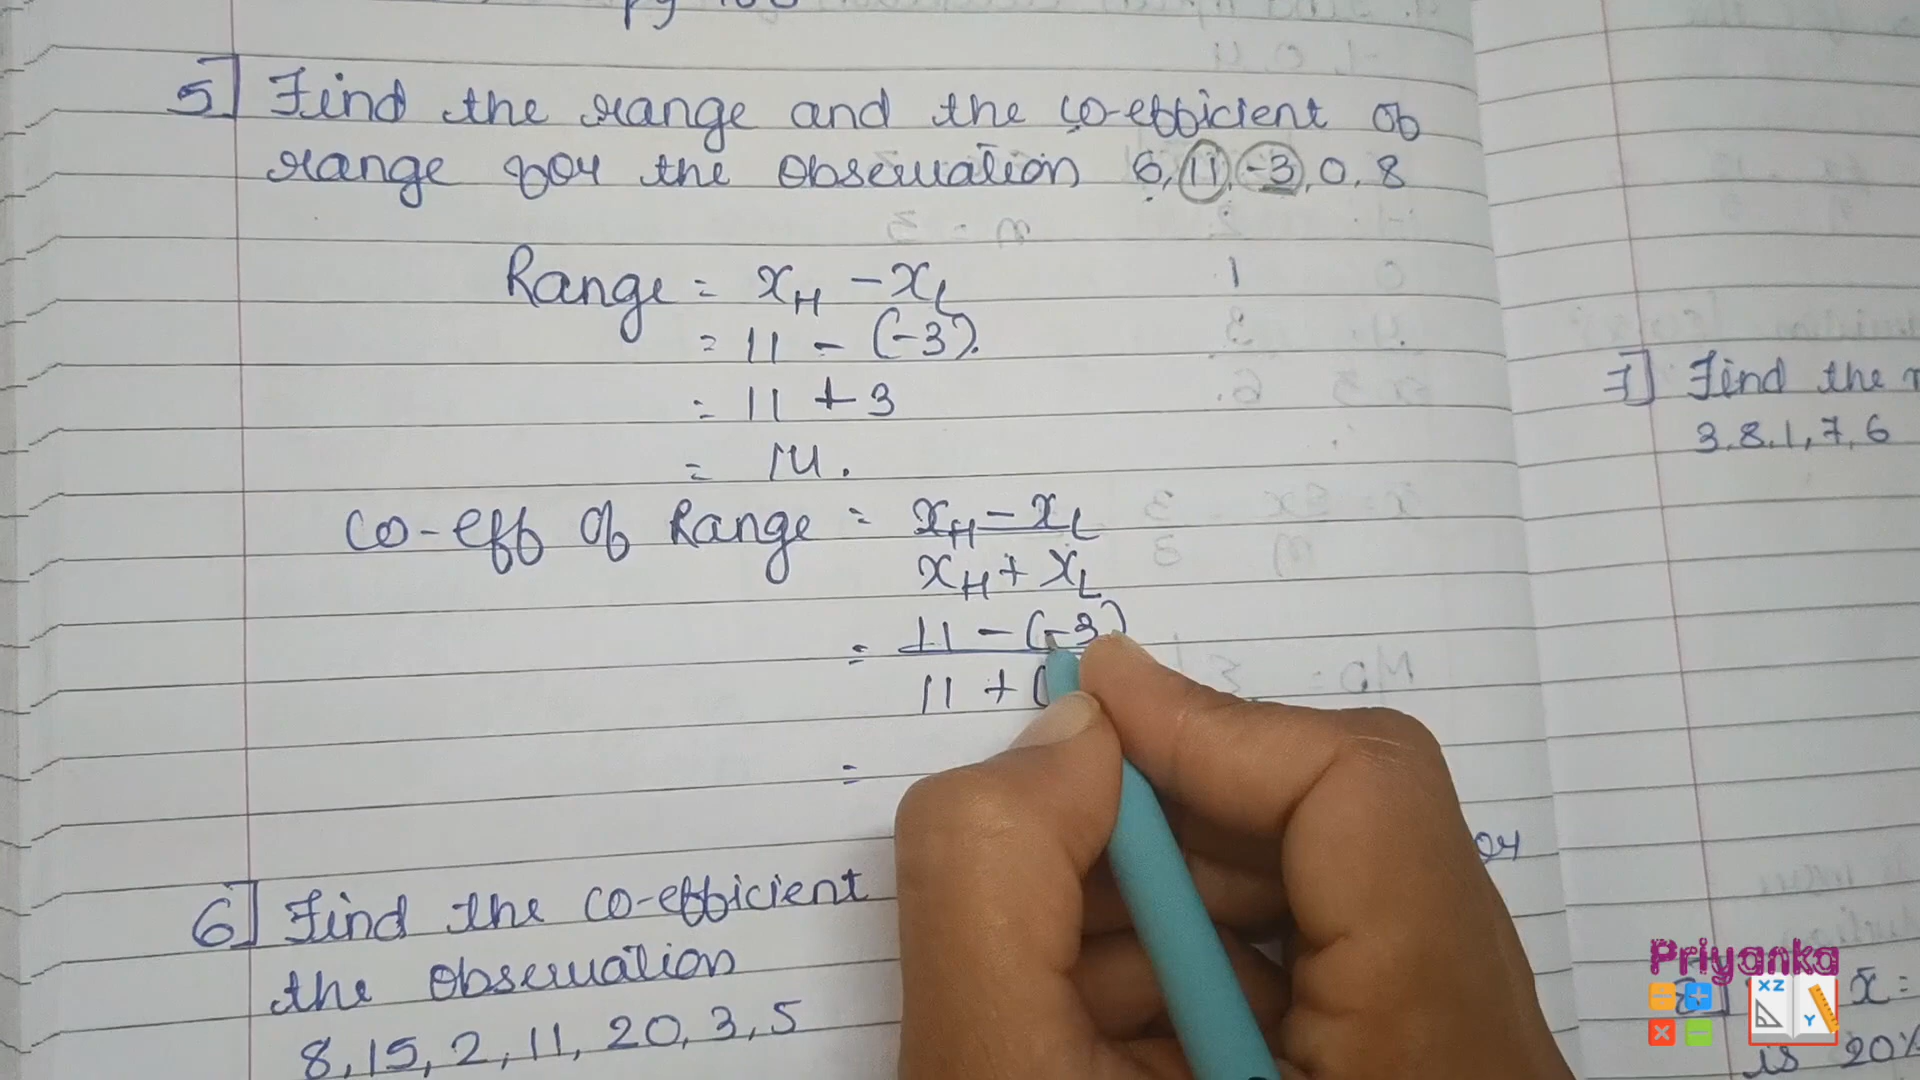 5] Find the range and the co-efficient of
range for the observation 6, 11, -3, 0, 8
Range = xH - xL
= 11 - (-3).
= 11 + 3
= 14.
co-eff of Range = xH - xL
xH + xL
= 11 - (-3)
11 + (
=
6] Find the co-efficient
the observation
8, 15, 2, 11, 20, 3, 5
7] Find the
3, 8, 1, 7, 6
x̄ =
is 20%
Priyanka
XZ
Y